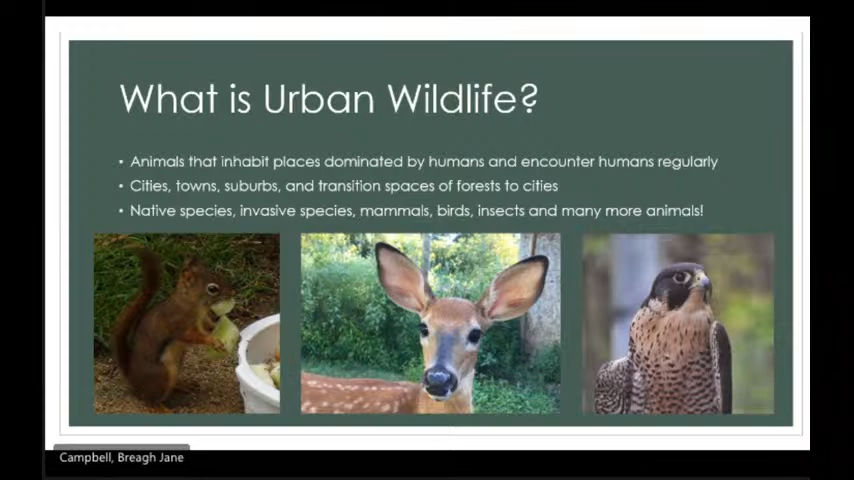 What is Urban Wildlife?
• Animals that inhabit places dominated by humans and encounter humans regularly
• Cities, towns, suburbs, and transition spaces of forests to cities
• Native species, invasive species, mammals, birds, insects and many more animals!
Campbell, Breagh Jane